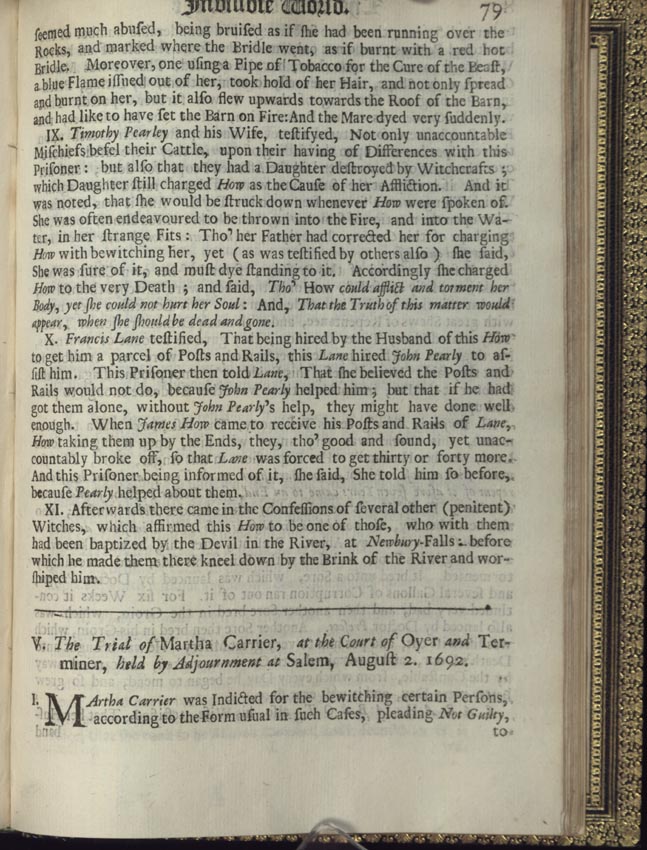 Invisible World. 79
ſeemed much abuſed, being bruiſed as if ſhe had been running over the
Rocks, and marked where the Bridle went, as if burnt with a red hot
Bridle. Moreover, one uſing a Pipe of Tobacco for the Cure of the Beaſt,
a blue Flame iſſued out of her, took hold of her Hair, and not only ſpread
and burnt on her, but it alſo flew upwards towards the Roof of the Barn,
and had like to have ſet the Barn on Fire: And the Mare dyed very ſuddenly.
IX. Timothy Pearley and his Wife, teſtifyed, Not only unaccountable
Miſchiefs befel their Cattle, upon their having of Differences with this
Priſoner: but alſo that they had a Daughter deſtroyed by Witchcrafts;
which Daughter ſtill charged How as the Cauſe of her Affliction. And it
was noted, that ſhe would be ſtruck down whenever How were ſpoken of.
She was often endeavoured to be thrown into the Fire, and into the Wa-
ter, in her ſtrange Fits: Tho' her Father had corrected her for charging
How with bewitching her, yet (as was teſtified by others alſo) ſhe ſaid,
She was ſure of it, and muſt dye ſtanding to it. Accordingly ſhe charged
How to the very Death; and ſaid, Tho' How could afflict and torment her
Body, yet ſhe could not hurt her Soul: And, That the Truth of this matter would
appear, when ſhe ſhould be dead and gone.
X. Francis Lane teſtified, That being hired by the Husband of this How
to get him a parcel of Poſts and Rails, this Lane hired John Pearly to aſ-
ſiſt him. This Priſoner then told Lane, That ſhe believed the Poſts and
Rails would not do, becauſe John Pearly helped him; but that if he had
got them alone, without John Pearly's help, they might have done well
enough. When James How came to receive his Poſts and Rails of Lane,
How taking them up by the Ends, they, tho' good and ſound, yet unac-
countably broke off, ſo that Lane was forced to get thirty or forty more.
And this Priſoner being informed of it, ſhe ſaid, She told him ſo before,
becauſe Pearly helped about them.
XI. Afterwards there came in the Confeſſions of ſeveral other (penitent)
Witches, which affirmed this How to be one of thoſe, who with them
had been baptized by the Devil in the River, at Newbury-Falls: before
which he made them there kneel down by the Brink of the River and wor-
ſhiped him.
V. The Trial of Martha Carrier, at the Court of Oyer and Ter-
miner, held by Adjournment at Salem, Auguſt 2. 1692.
I. MArtha Carrier was Indicted for the bewitching certain Perſons,
according to the Form uſual in ſuch Caſes, pleading Not Guilty,
to